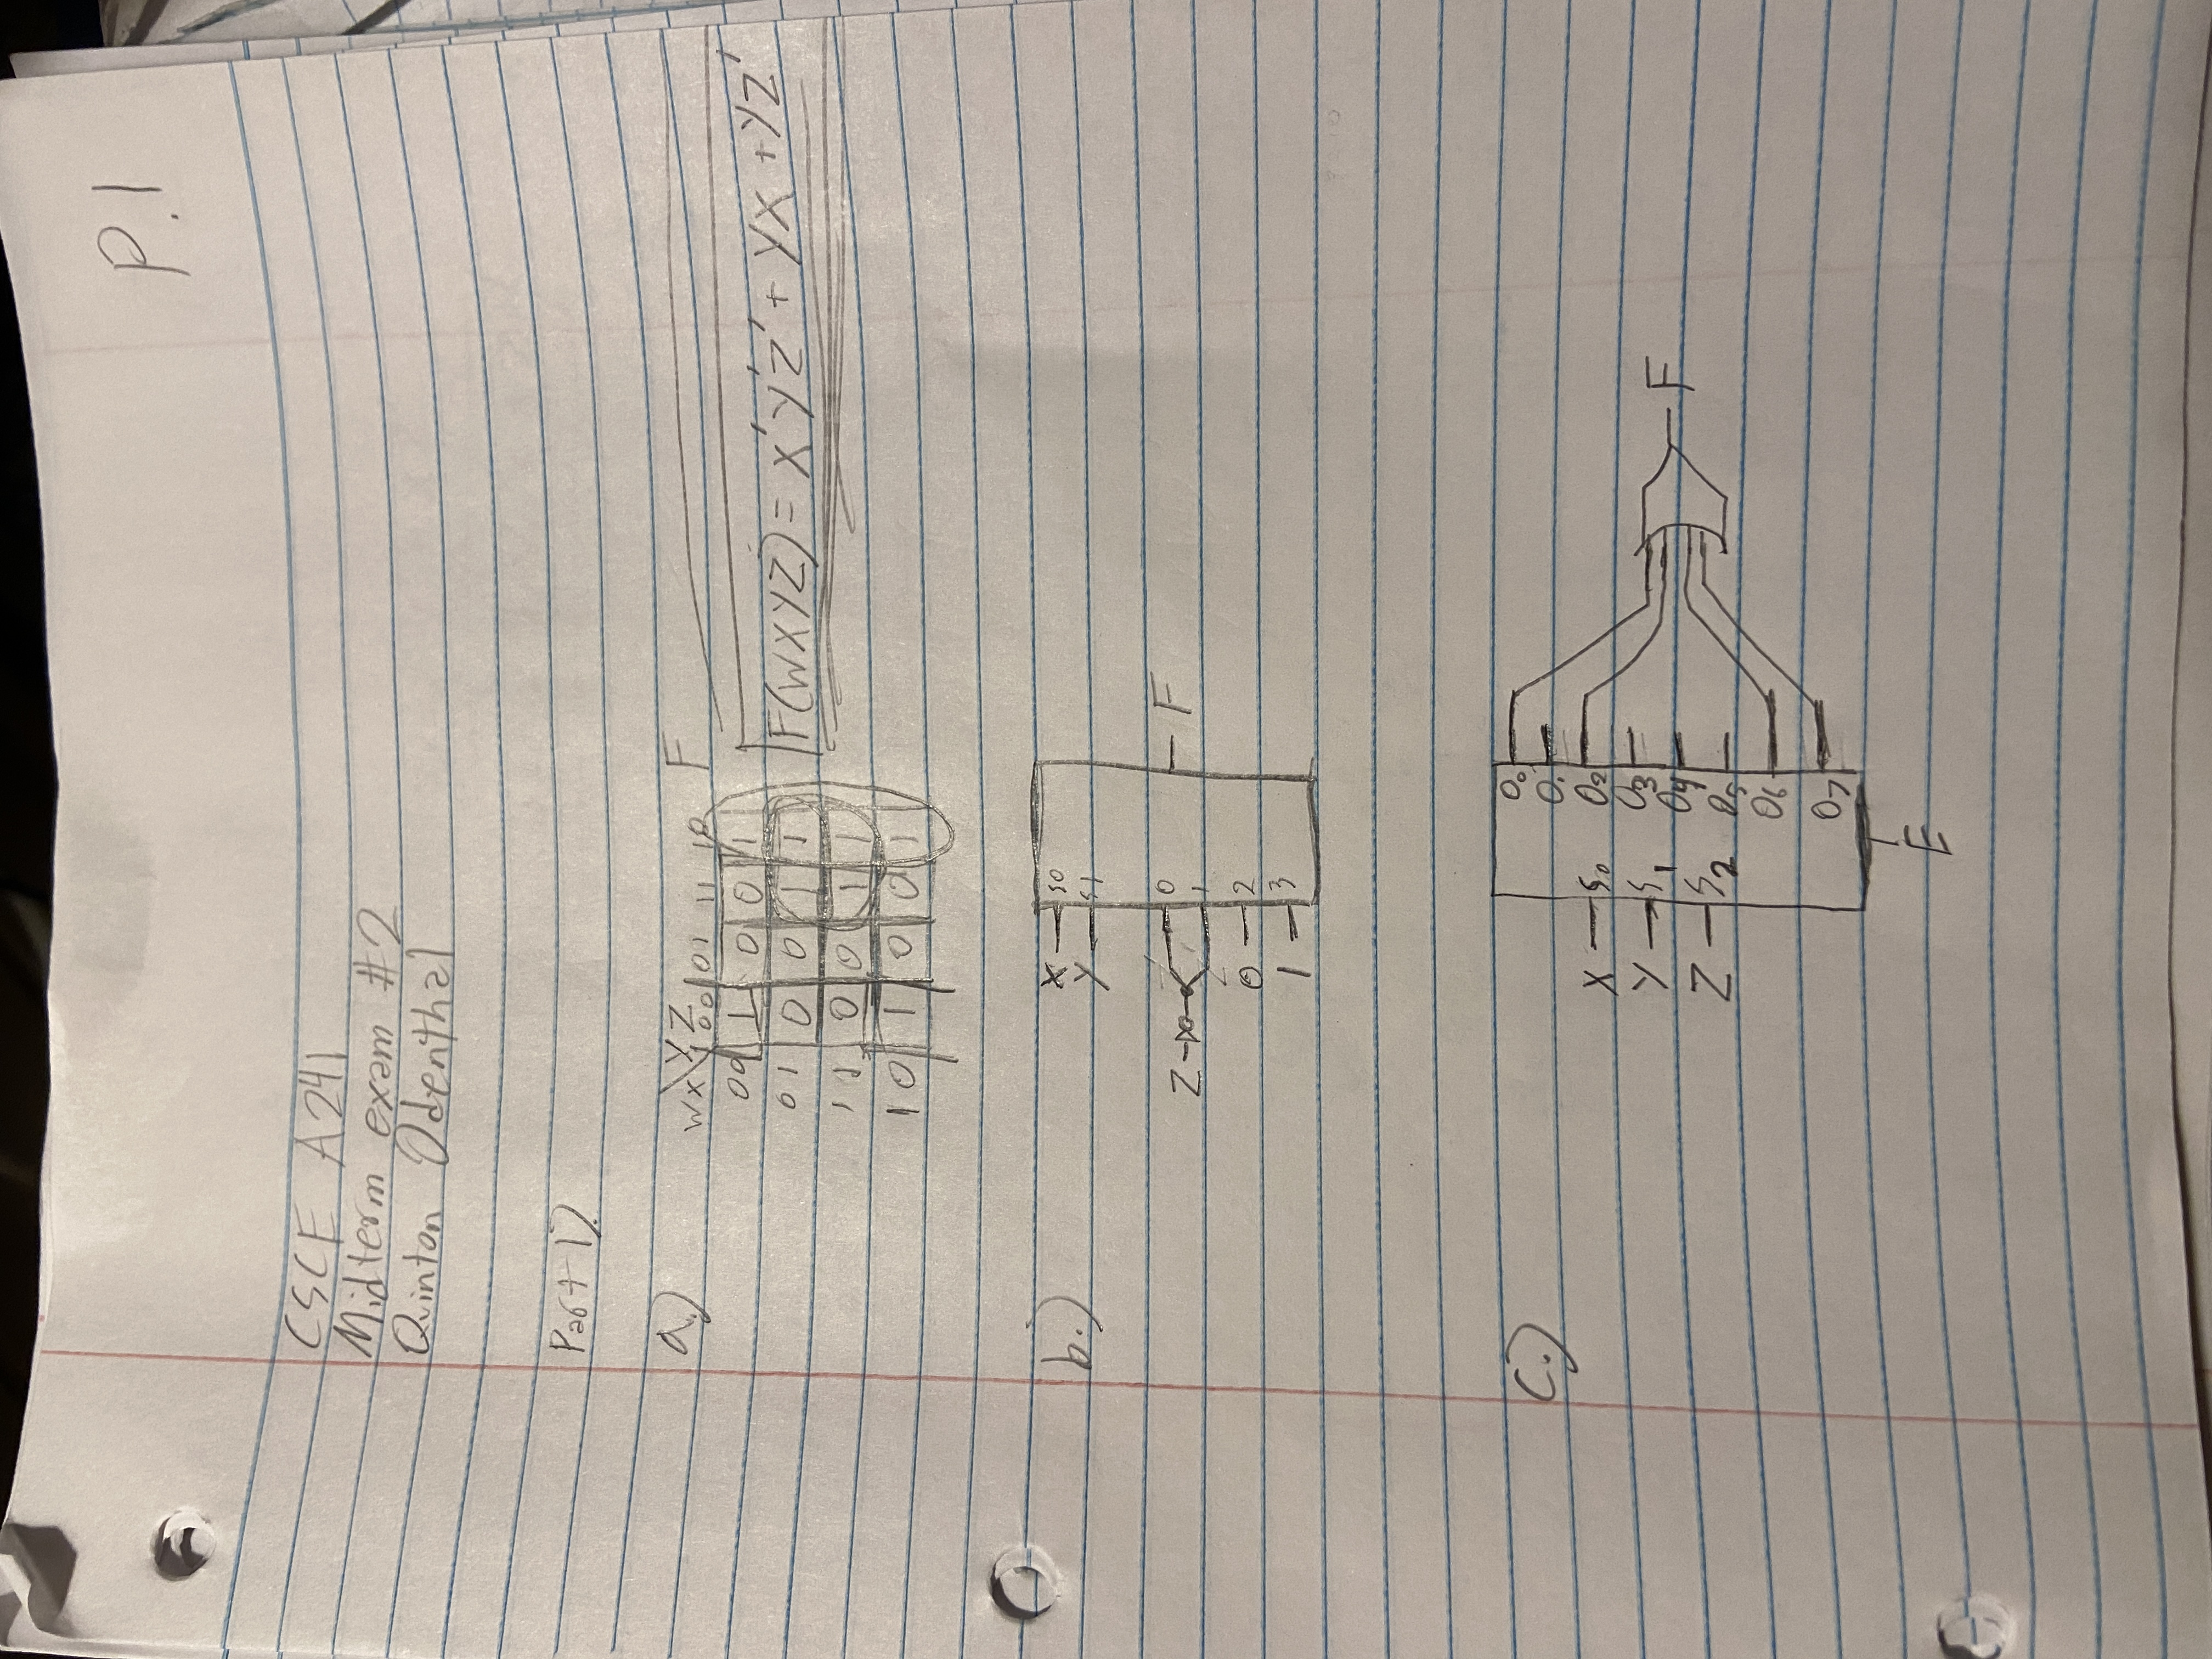 P.1
CSCE A241
Midterm exam #2
Quinton Odenthal
Part 1).
a.)
WX\YZ 00 01 11 10 F
00 1 0 0 1
01 0 0 1 1
11 0 0 1 1
10 1 0 0 1
F(WXYZ) = X'Y'Z' + YX + YZ'
b.)
X S0
Y S1
Z 0 F
1
0 2
1 3
c.)
O0
O1
X S0 O2
Y S1 O3 F
O4
Z S2 O5
O6
O7
E